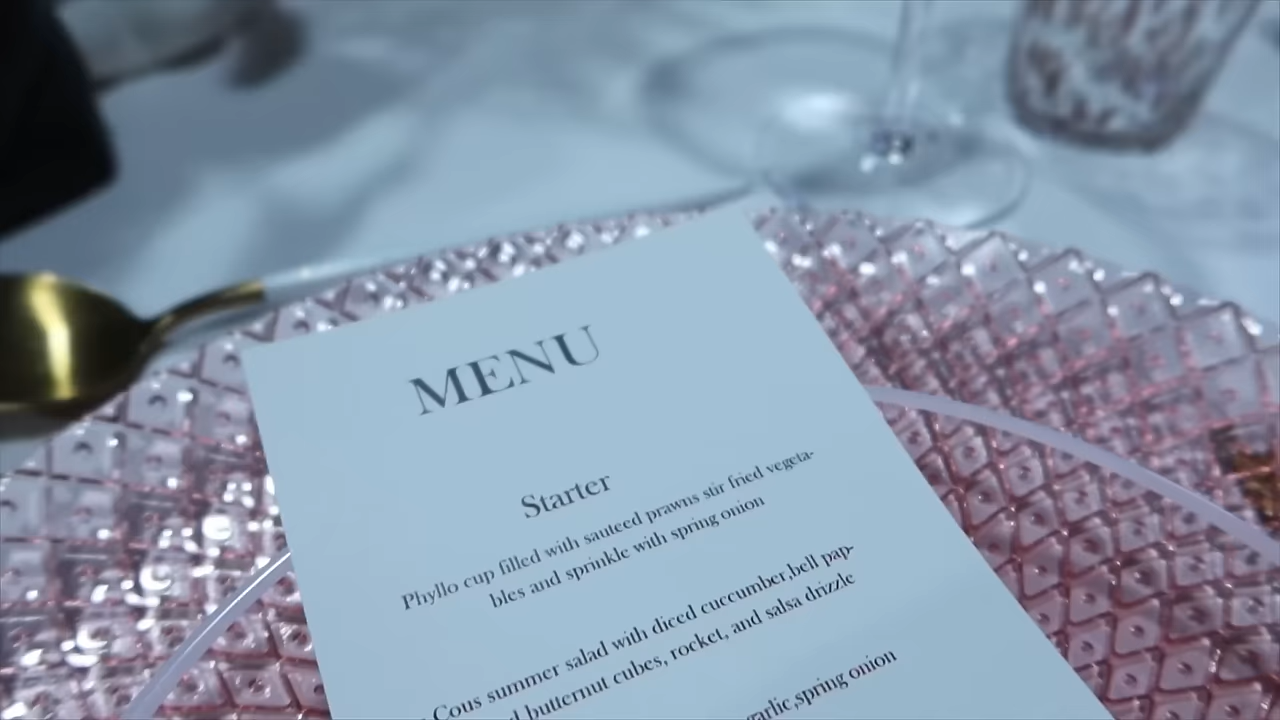 MENU
Starter
Phyllo cup filled with sauteed prawns stir fried vegeta-
bles and sprinkle with spring onion
Cous summer salad with diced cuccumber,bell pap-
butternut cubes, rocket, and salsa drizzle
garlic,spring onion